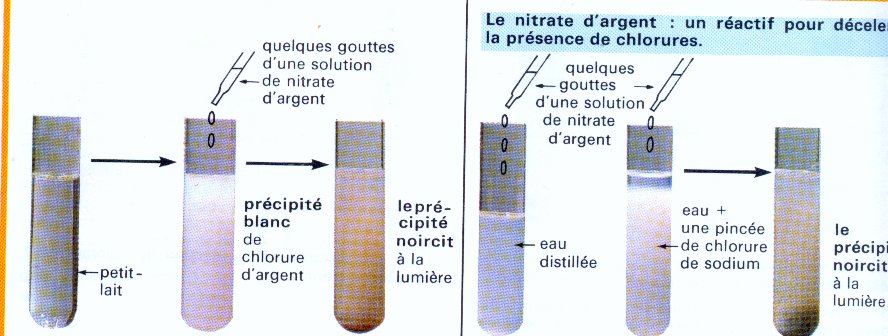 quelques gouttes
d'une solution
de nitrate
d'argent
petit-
lait
précipité
blanc
de
chlorure
d'argent
le pré-
cipité
noircit
à la
lumière
Le nitrate d'argent : un réactif pour décele
la présence de chlorures.
quelques
gouttes
d'une solution
de nitrate
d'argent
eau
distillée
eau +
une pincée
de chlorure
de sodium
le
précipi
noircit
à la
lumière